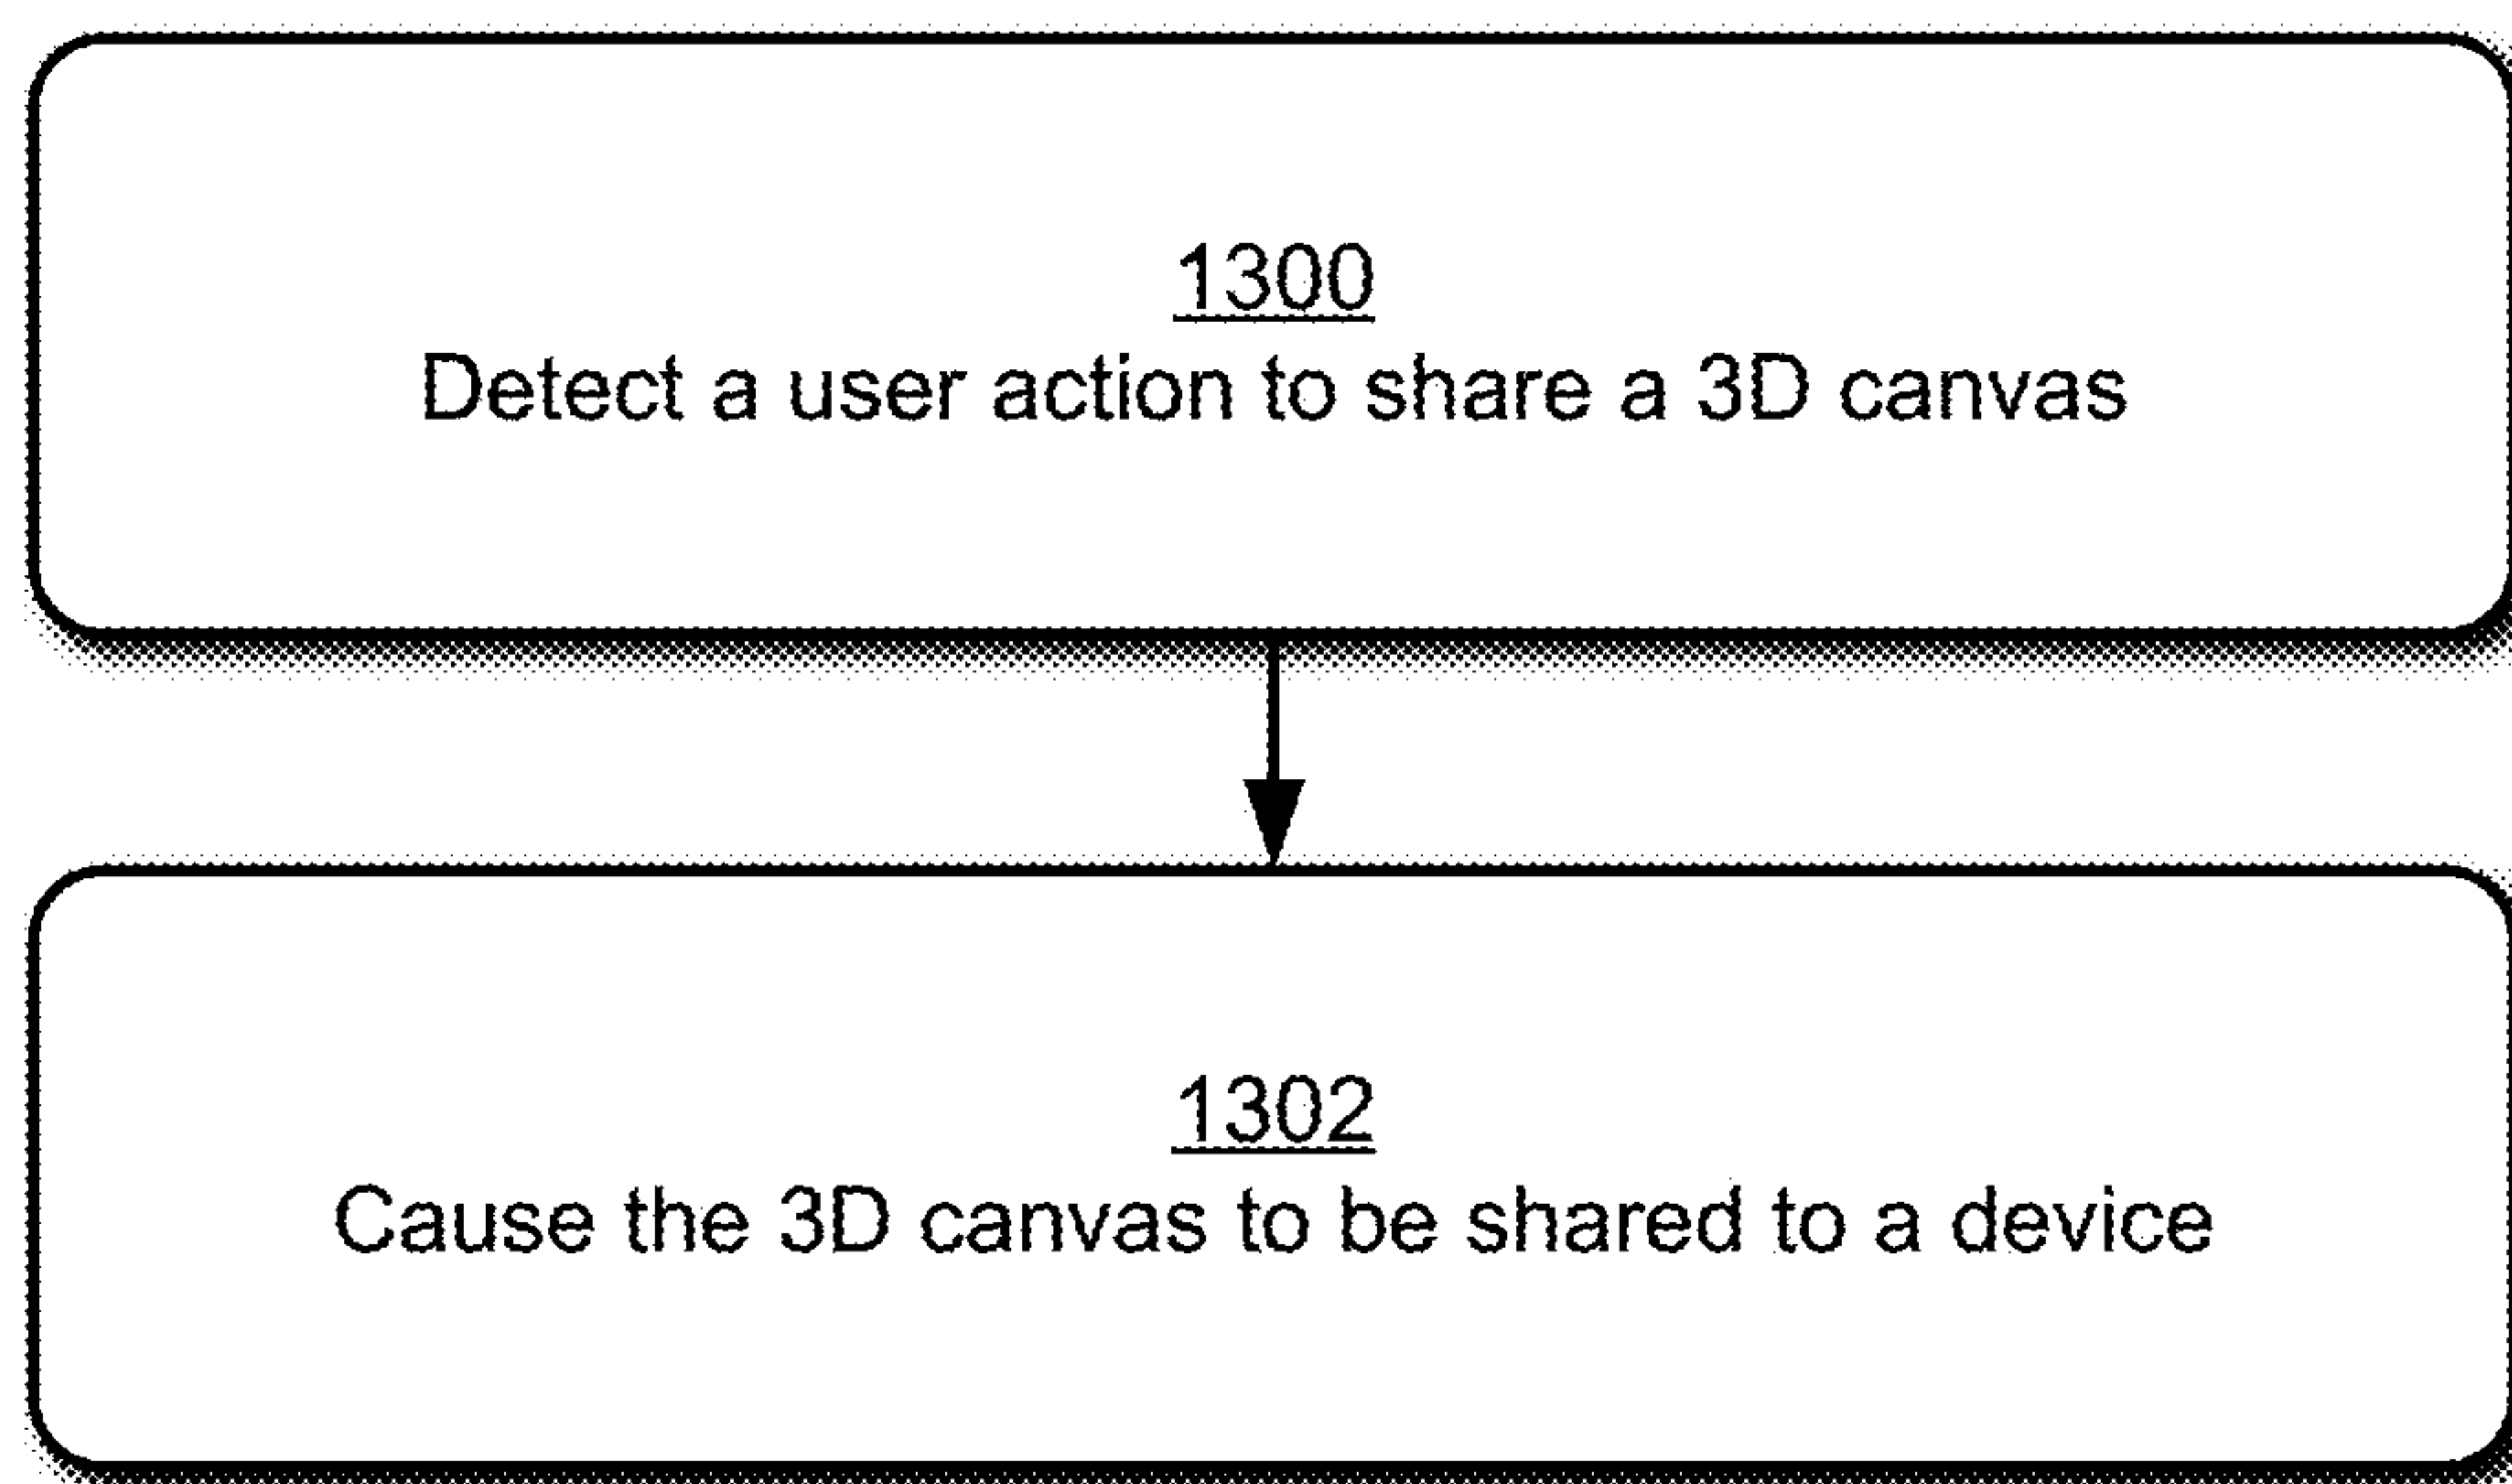 1300
Detect a user action to share a 3D canvas
1302
Cause the 3D canvas to be shared to a device